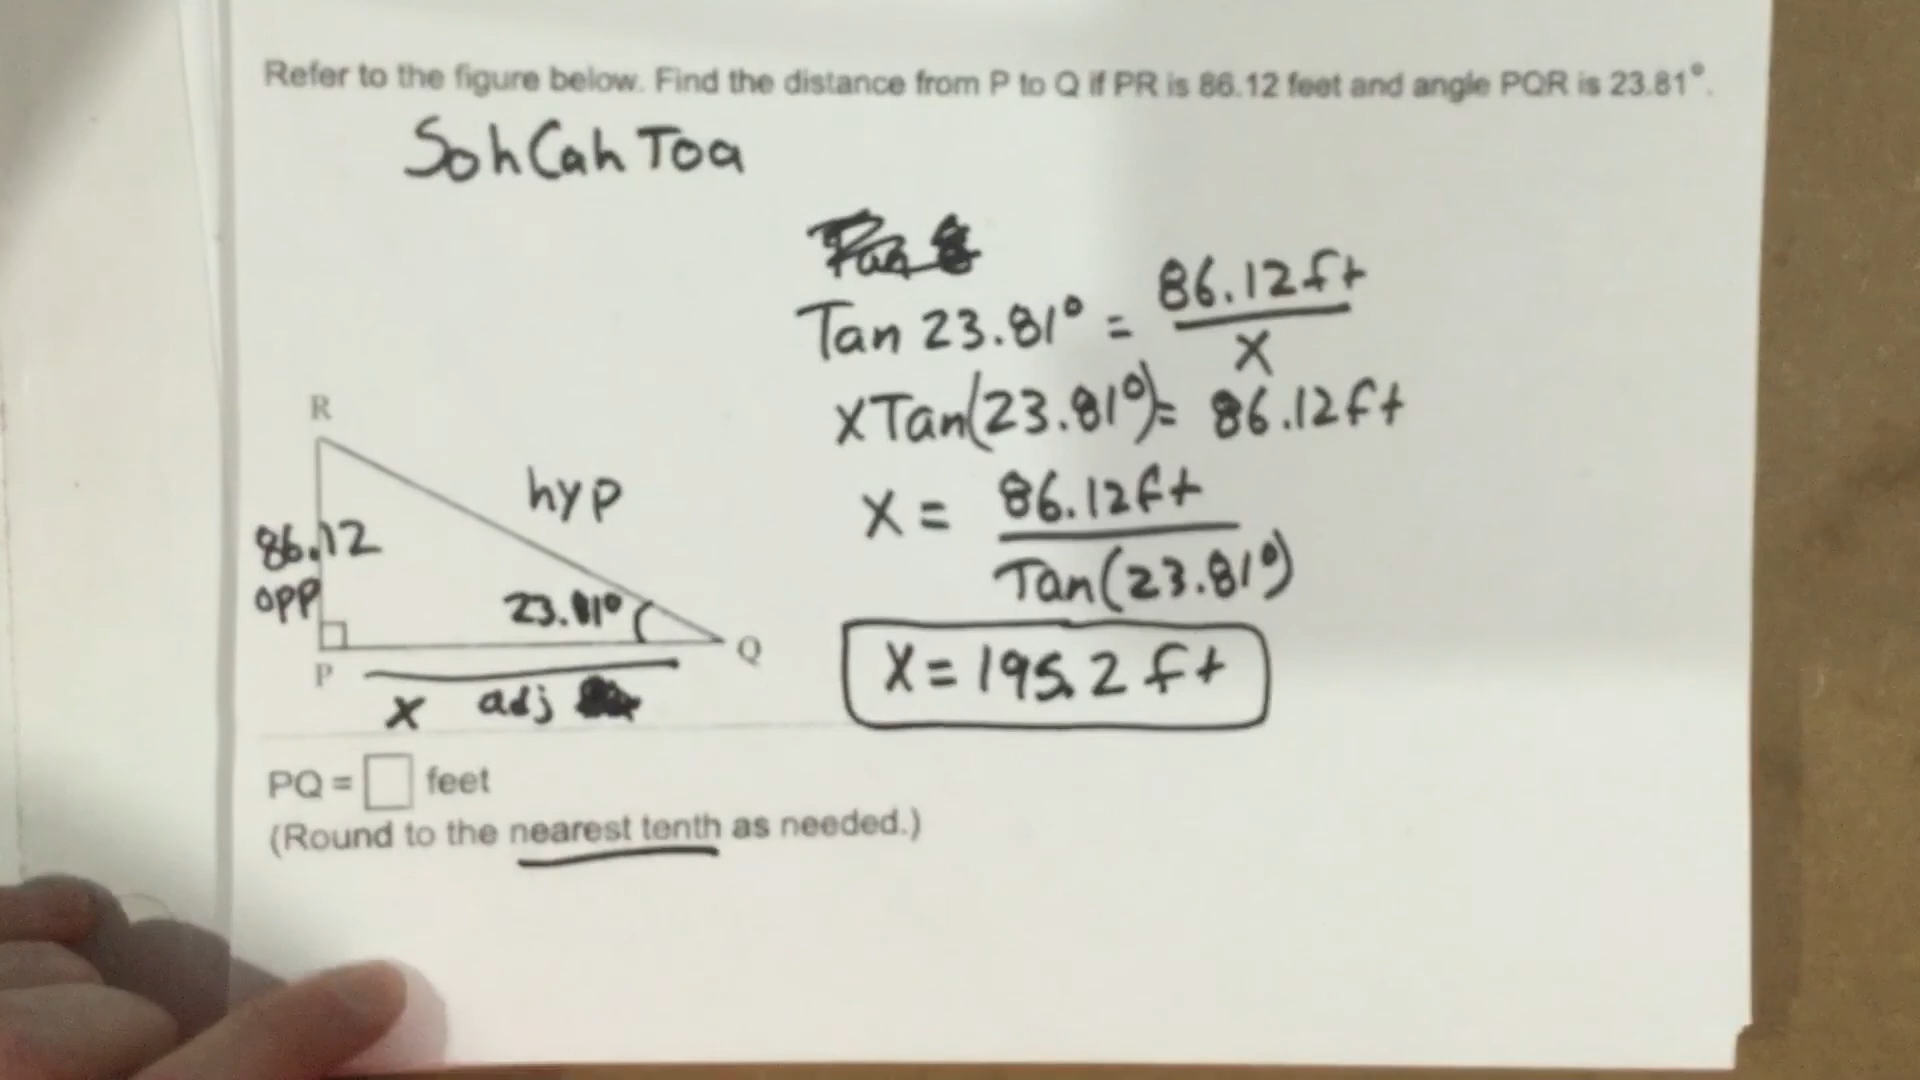 Refer to the figure below. Find the distance from P to Q if PR is 86.12 feet and angle PQR is 23.81°.
SohCahToa
Tan 23.81° = 86.12ft
x
xTan(23.81°)= 86.12ft
x = 86.12ft
Tan(23.81°)
x = 195.2 ft
R
hyp
86.12
opp
23.81°
P
Q
x adj
PQ = feet
(Round to the nearest tenth as needed.)